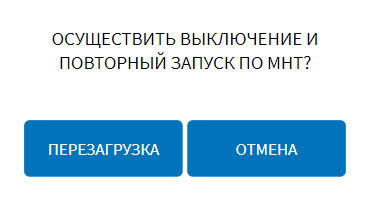 ОСУЩЕСТВИТЬ ВЫКЛЮЧЕНИЕ И
ПОВТОРНЫЙ ЗАПУСК ПО МНТ?
ПЕРЕЗАГРУЗКА
ОТМЕНА